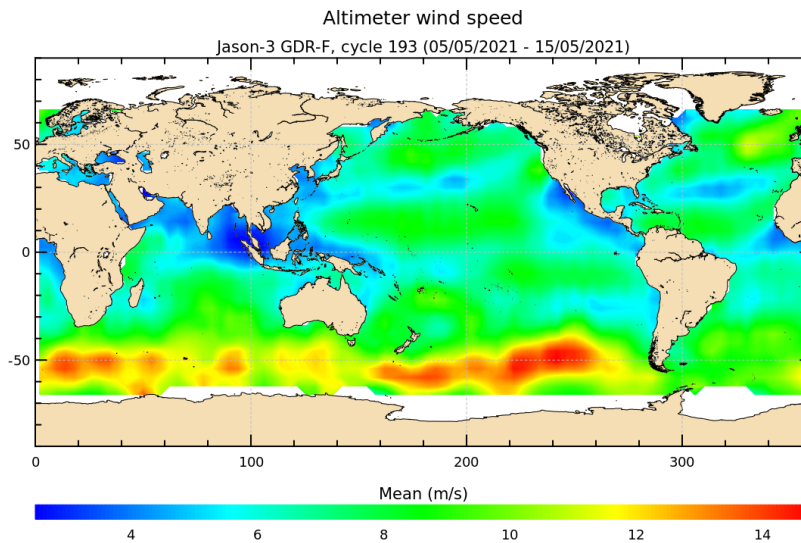 Altimeter wind speed
Jason-3 GDR-F, cycle 193 (05/05/2021 - 15/05/2021)
50
0
-50
0 100 200 300
Mean (m/s)
4 6 8 10 12 14